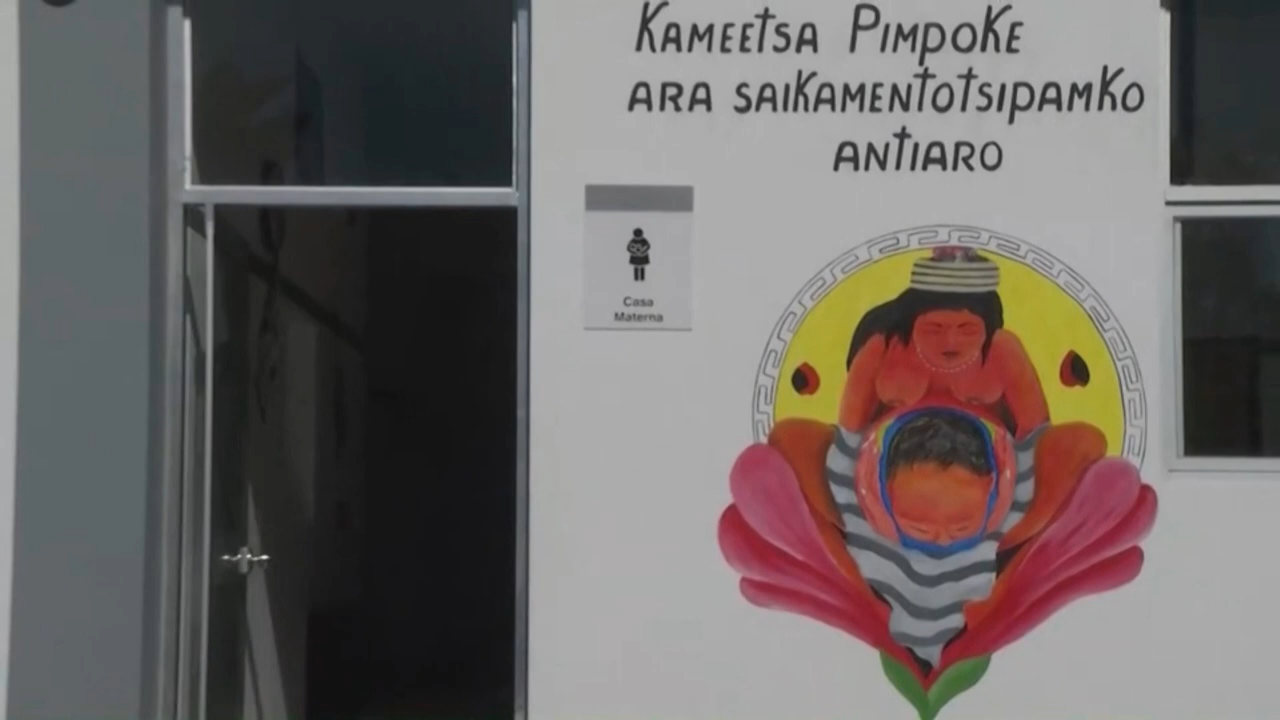 KAMEETSA PIMPOKE
ARA SAIKAMENTOTSIPAMKO
ANTIARO
Casa
Materna